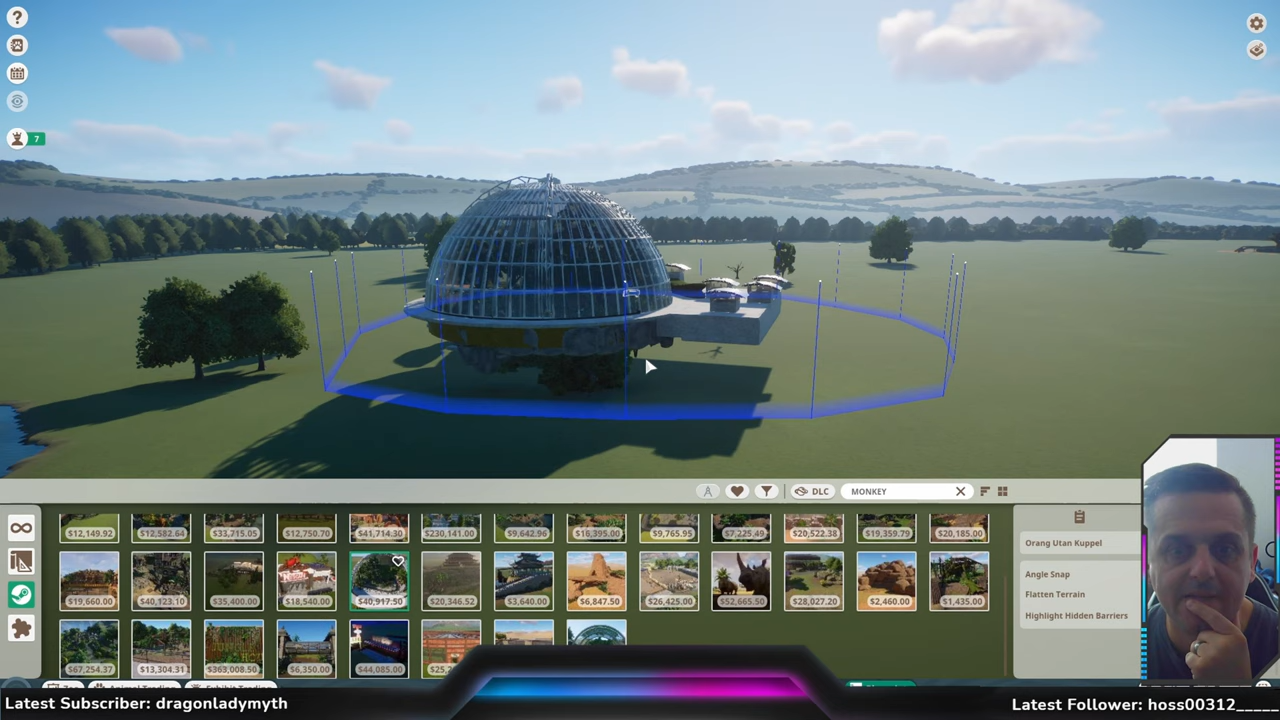 ?
7
DLC
MONKEY
$12,149.92 $12,582.64 $33,715.05 $12,750.70 $41,714.30 $230,141.00 $9,642.96 $16,395.00 $9,765.95 $7,225.49 $20,522.38 $19,359.79 $20,185.00
$19,660.00 $40,123.10 $35,400.00 $18,540.00 $40,917.50 $20,346.52 $3,640.00 $6,847.50 $26,425.00 $52,665.50 $28,027.20 $2,460.00 $1,435.00
$67,254.37 $13,304.31 $363,008.50 $6,350.00 $44,085.00
Orang Utan Kuppel
Angle Snap
Flatten Terrain
Highlight Hidden Barriers
Latest Subscriber: dragonladymyth
Latest Follower: hoss00312_____